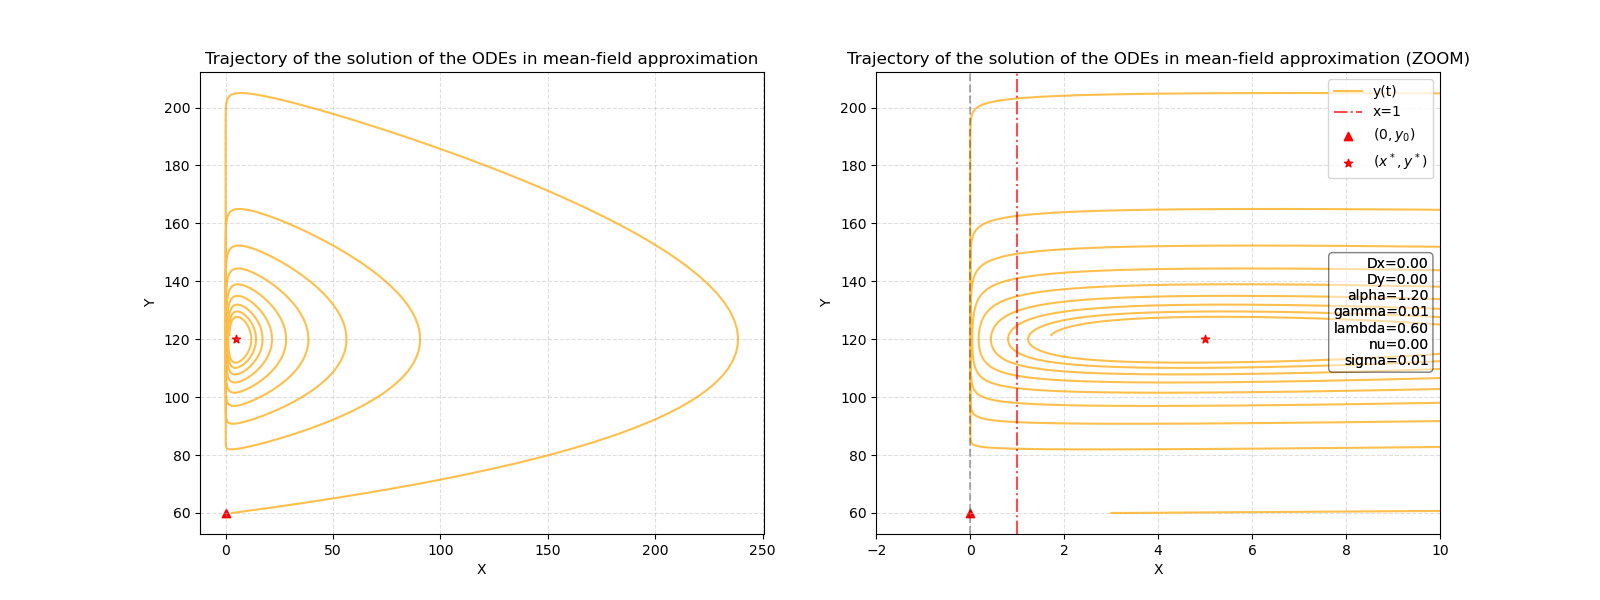 Trajectory of the solution of the ODEs in mean-field approximation
Y
200
180
160
140
120
100
80
60
0
50
100
150
200
250
X
Trajectory of the solution of the ODEs in mean-field approximation (ZOOM)
Y
200
180
160
140
120
100
80
60
y(t)
x=1
(0, y₀)
(x*, y*)
Dx=0.00
Dy=0.00
alpha=1.20
gamma=0.01
lambda=0.60
nu=0.00
sigma=0.01
−2
0
2
4
6
8
10
X